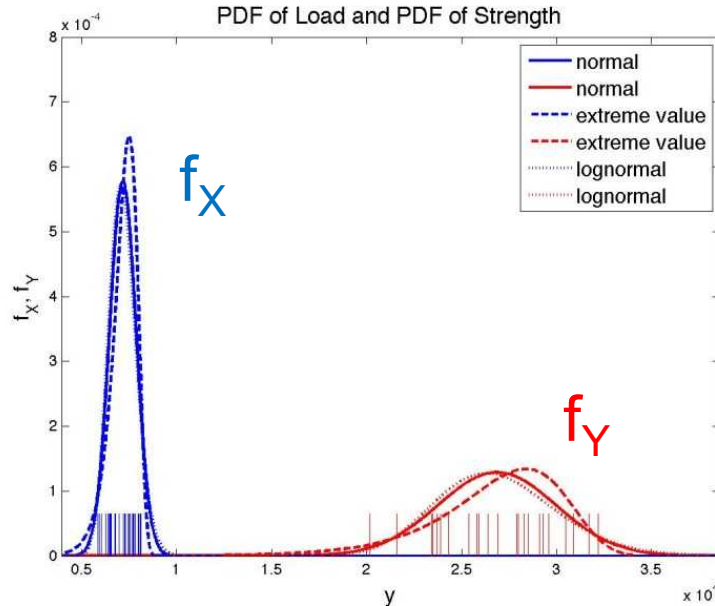 PDF of Load and PDF of Strength
x 10⁻⁴
8
7
6
5
4
3
2
1
0
f_X, f_Y
normal
normal
extreme value
extreme value
lognormal
lognormal
f_X
f_Y
0.5 1 1.5 2 2.5 3 3.5
y